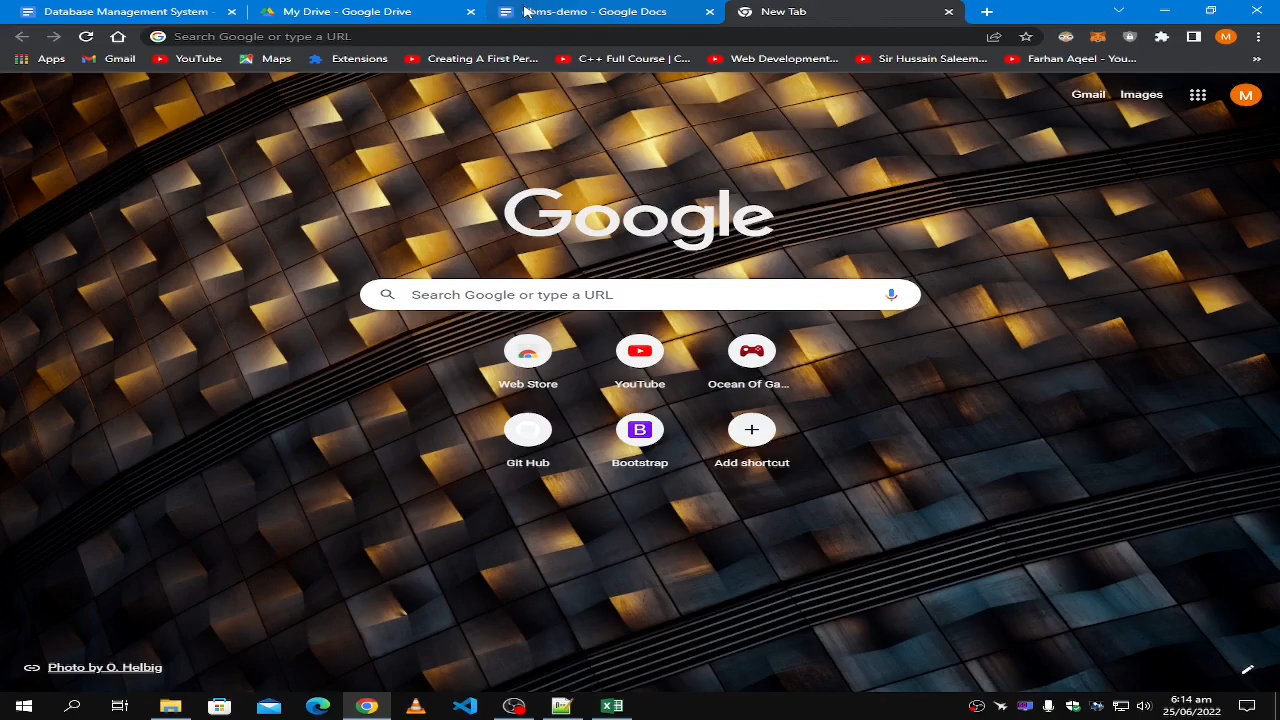 Database Management System -
My Drive - Google Drive
ms-demo - Google Docs
New Tab
Search Google or type a URL
M
Apps
Gmail
YouTube
Maps
Extensions
Creating A First Per...
C++ Full Course | C...
Web Development...
Sir Hussain Saleem...
Farhan Aqeel - You...
»
Gmail
Images
M
Google
Search Google or type a URL
Web Store
YouTube
Ocean Of Ga...
B
Git Hub
Bootstrap
Add shortcut
Photo by O. Helbig
6:14 am
25/06/2022